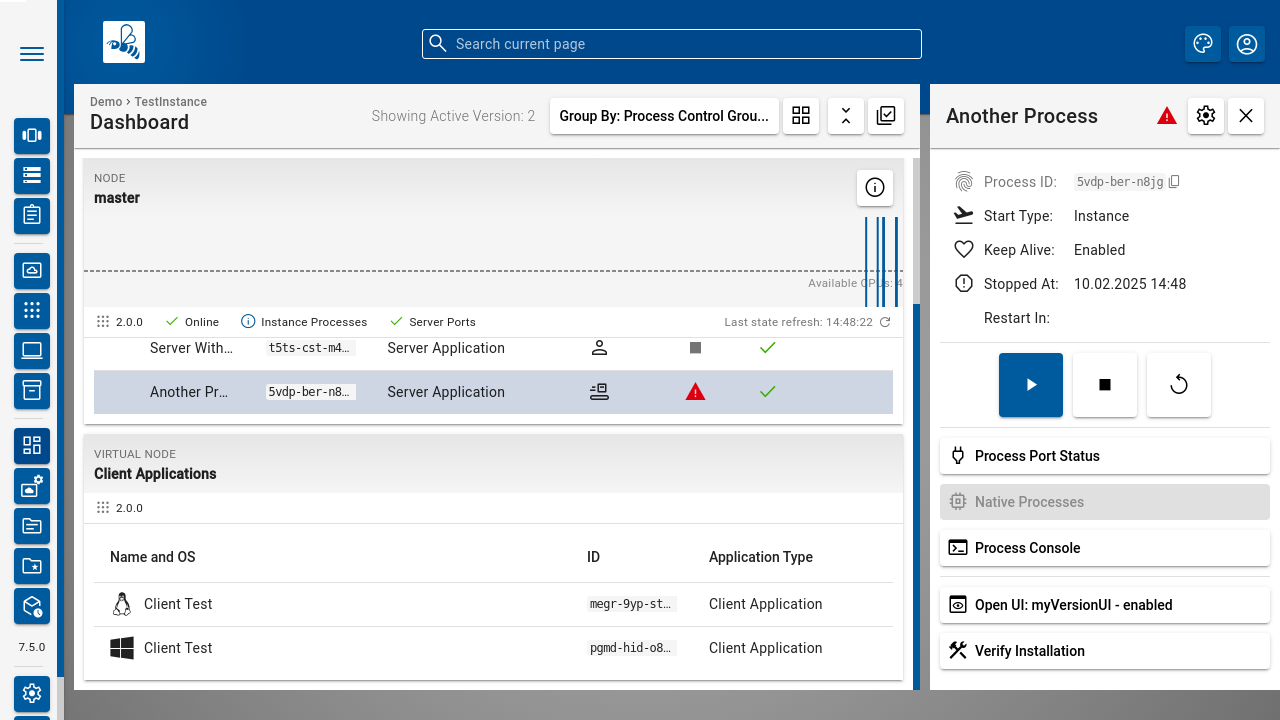 Search current page
Demo
TestInstance
Dashboard
Showing Active Version: 2
Group By: Process Control Grou...
NODE
master
Available CPUs: 4
2.0.0
Online
Instance Processes
Server Ports
Last state refresh: 14:48:22
Server With...
t5ts-cst-m4...
Server Application
Another Pr...
5vdp-ber-n8...
Server Application
VIRTUAL NODE
Client Applications
2.0.0
Name and OS
ID
Application Type
Client Test
megr-9yp-st...
Client Application
Client Test
pgmd-hid-o8...
Client Application
7.5.0
Another Process
Process ID:
5vdp-ber-n8jg
Start Type:
Instance
Keep Alive:
Enabled
Stopped At:
10.02.2025 14:48
Restart In:
Process Port Status
Native Processes
Process Console
Open UI: myVersionUI - enabled
Verify Installation